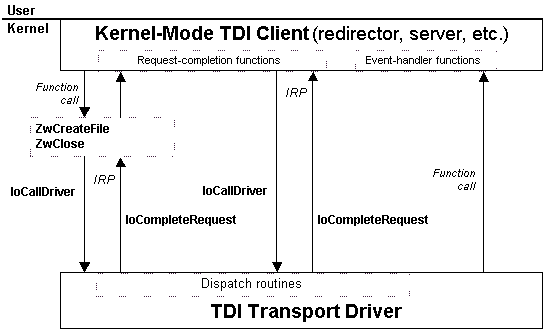 User
Kernel
Kernel-Mode TDI Client (redirector, server, etc.)
Request-completion functions
Event-handler functions
Function
call
IRP
ZwCreateFile
ZwClose
IRP
Function
call
IoCallDriver
IoCallDriver
IoCompleteRequest
IoCompleteRequest
Dispatch routines
TDI Transport Driver